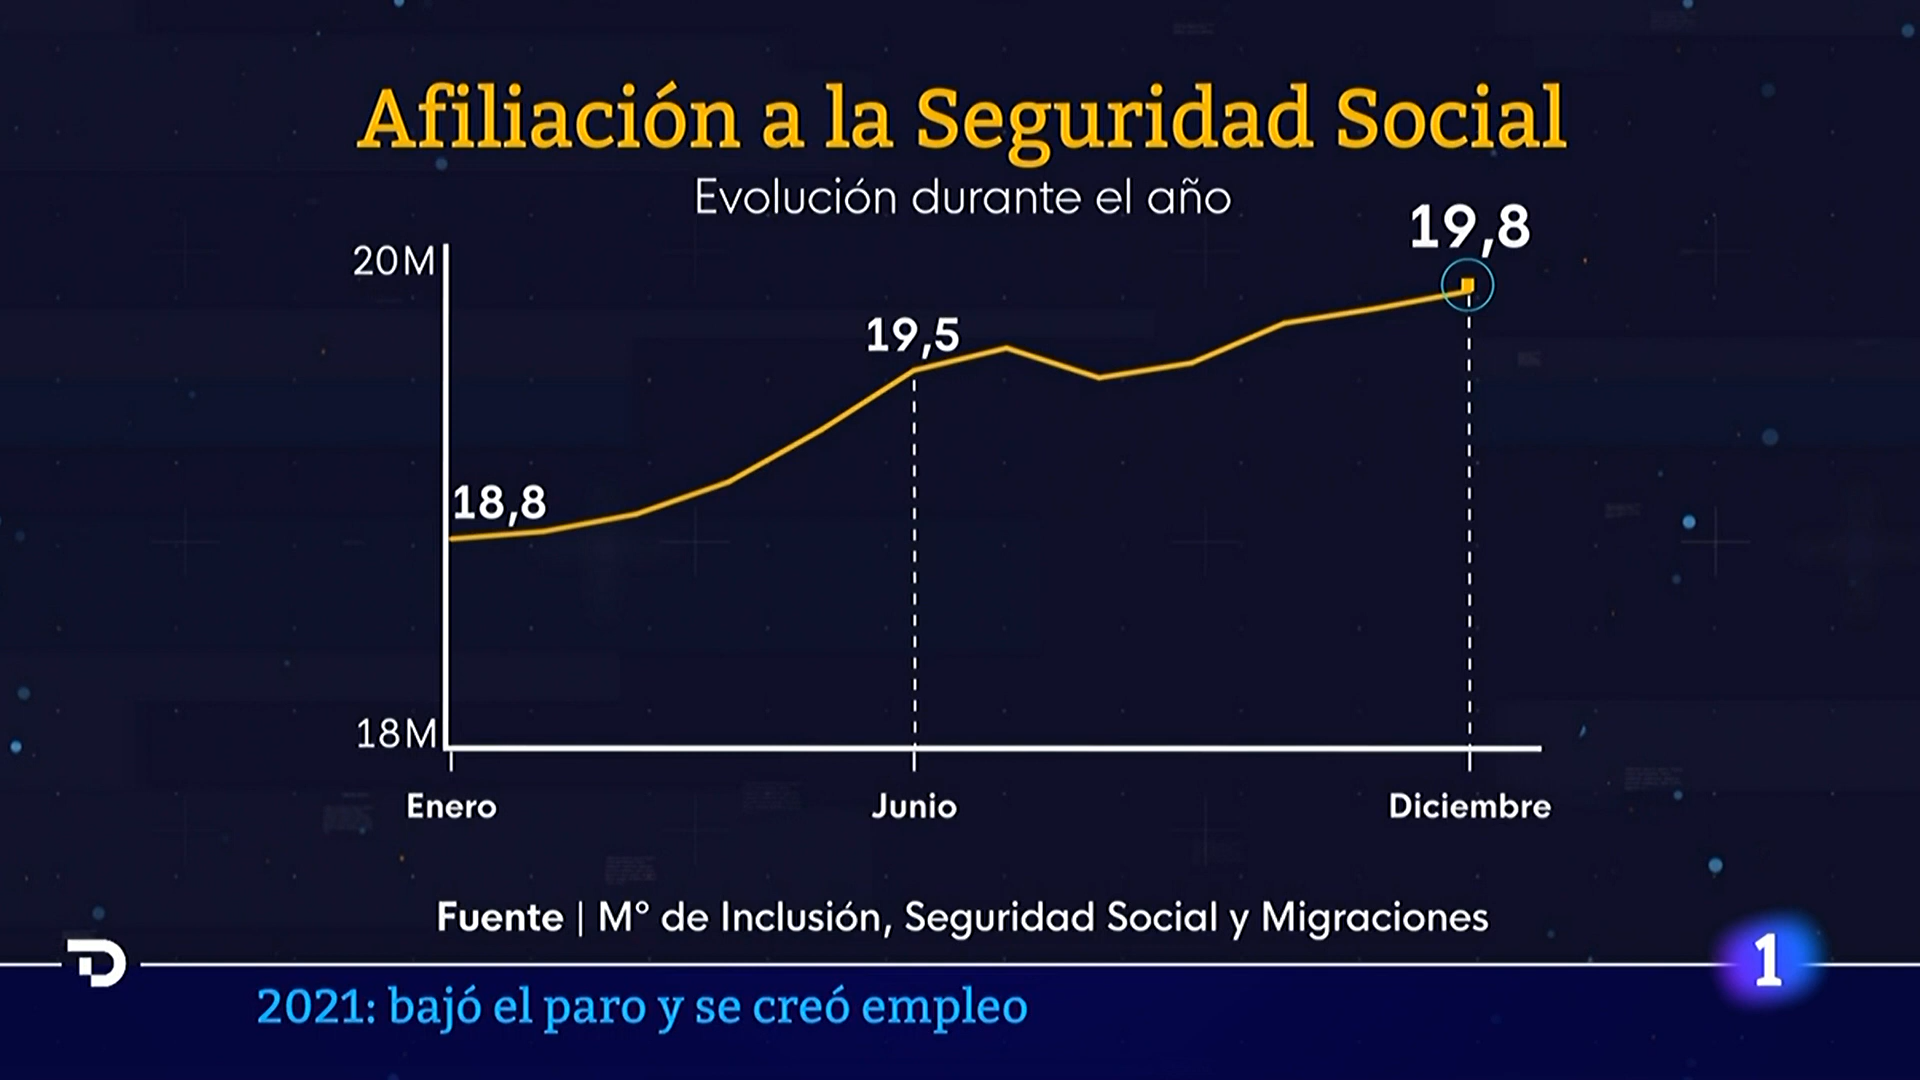 Afiliación a la Seguridad Social
Evolución durante el año
20M
19,8
19,5
18,8
18M
Enero
Junio
Diciembre
Fuente | Mº de Inclusión, Seguridad Social y Migraciones
1
2021: bajó el paro y se creó empleo